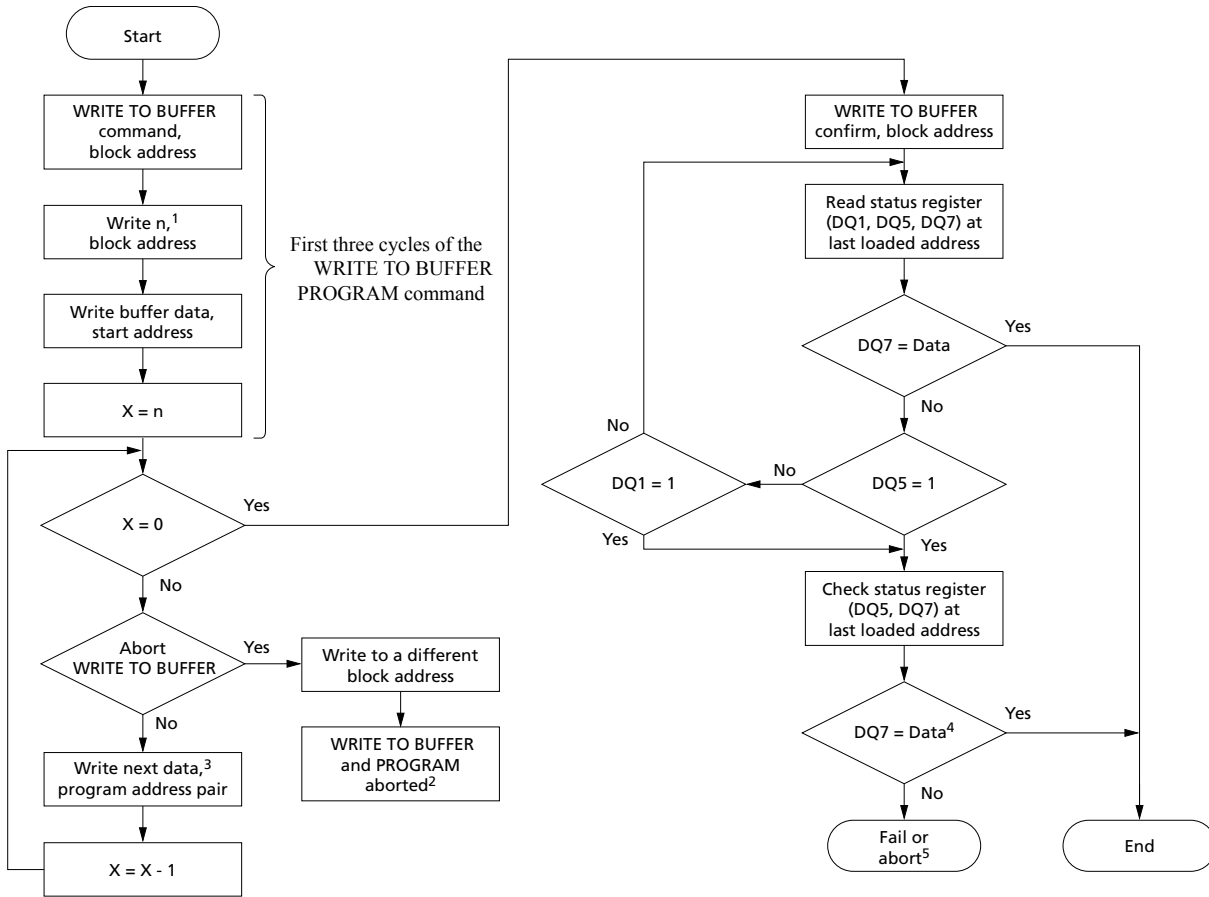 Start
WRITE TO BUFFER
command,
block address
Write n,¹
block address
Write buffer data,
start address
X = n
First three cycles of the
WRITE TO BUFFER
PROGRAM command
X = 0
Yes
No
Abort
WRITE TO BUFFER
Yes
No
Write to a different
block address
WRITE TO BUFFER
and PROGRAM
aborted²
Write next data,³
program address pair
X = X - 1
WRITE TO BUFFER
confirm, block address
Read status register
(DQ1, DQ5, DQ7) at
last loaded address
DQ7 = Data
Yes
No
DQ5 = 1
No
Yes
DQ1 = 1
No
Yes
Check status register
(DQ5, DQ7) at
last loaded address
DQ7 = Data⁴
Yes
No
Fail or
abort⁵
End